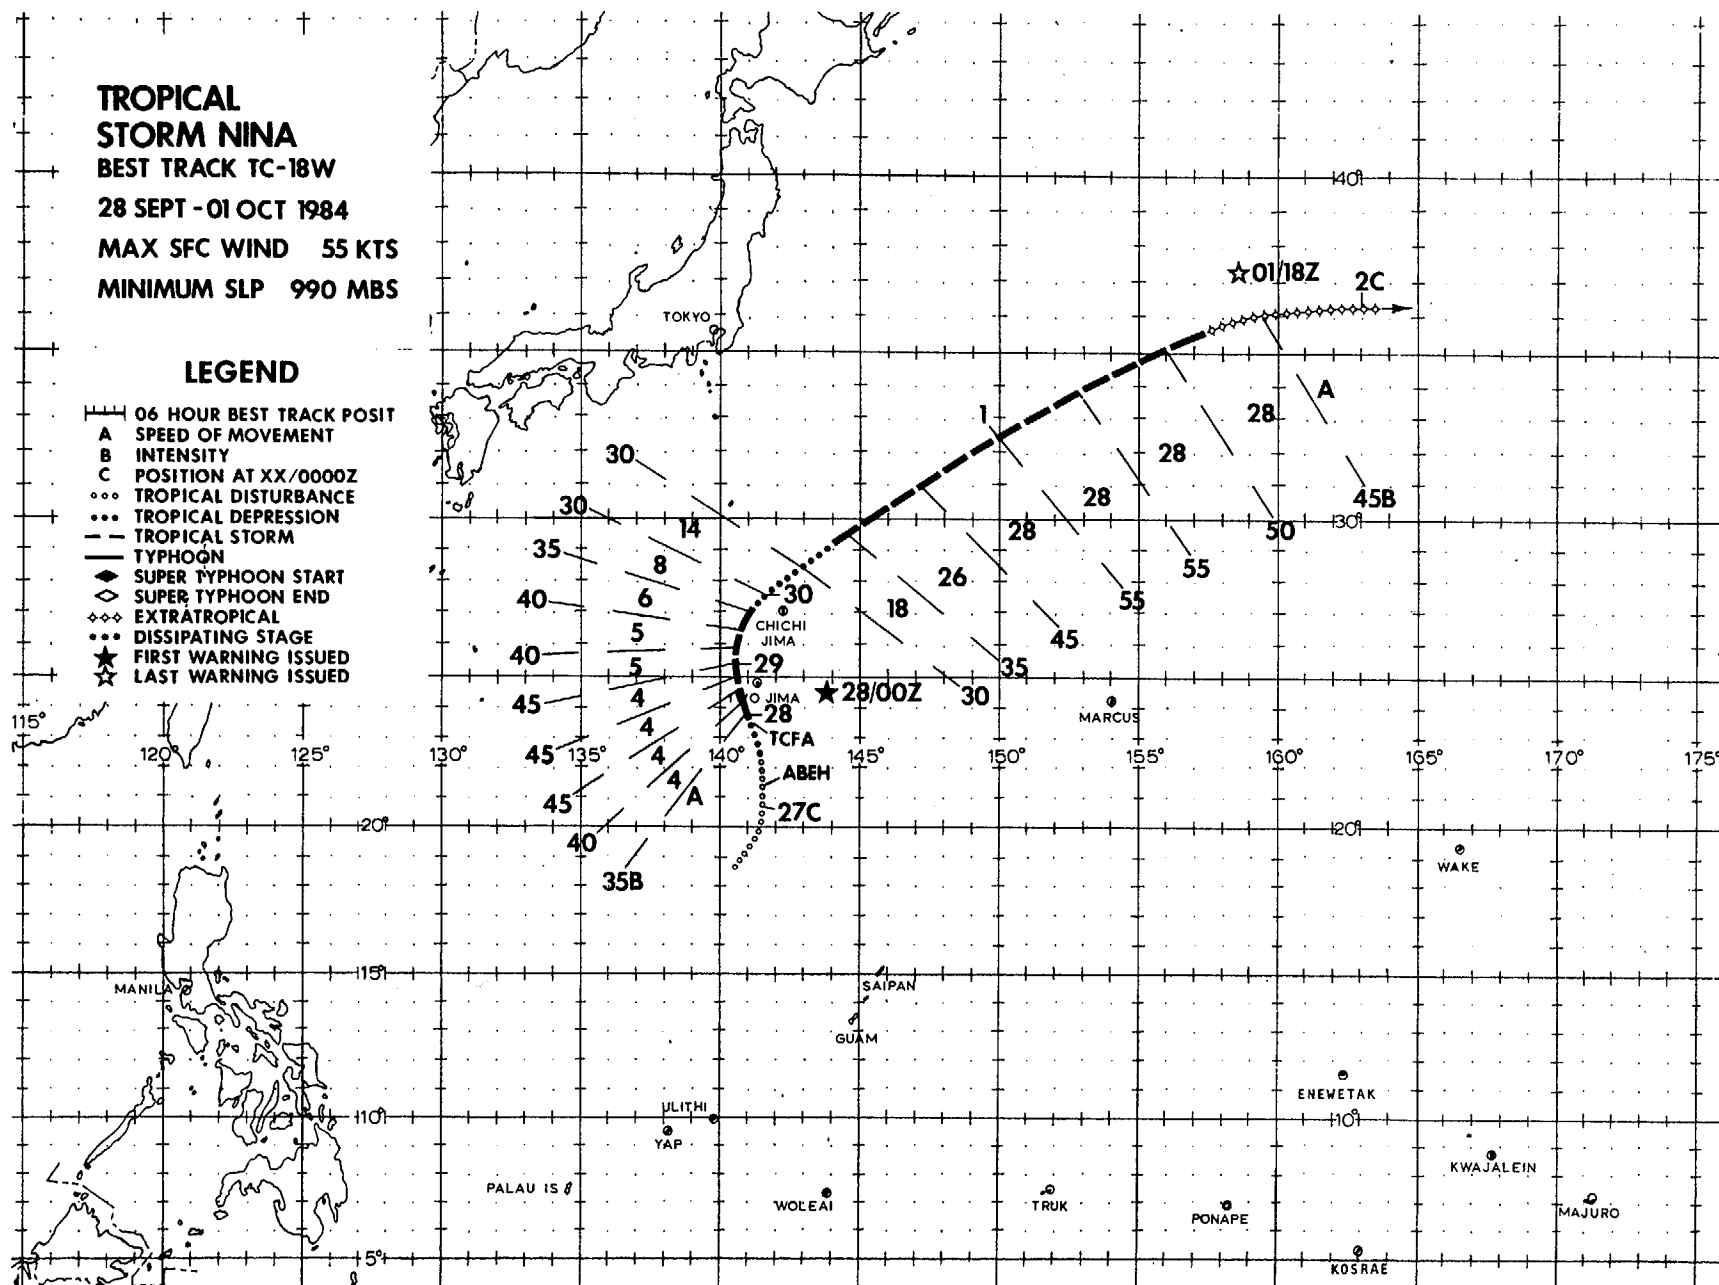 TROPICAL
STORM NINA
BEST TRACK TC-18W
28 SEPT - 01 OCT 1984
MAX SFC WIND 55 KTS
MINIMUM SLP 990 MBS
LEGEND
06 HOUR BEST TRACK POSIT
A SPEED OF MOVEMENT
B INTENSITY
C POSITION AT XX/0000Z
TROPICAL DISTURBANCE
TROPICAL DEPRESSION
TROPICAL STORM
TYPHOON
SUPER TYPHOON START
SUPER TYPHOON END
EXTRATROPICAL
DISSIPATING STAGE
FIRST WARNING ISSUED
LAST WARNING ISSUED
40°
01/18Z
2C
TOKYO
A
1
28
30
28
45B
28
30
14
28
50
35
8
26
55
30
55
40
6
18
CHICHI
JIMA
5
45
40
29
5
35
JIMA
28/00Z
30
45
4
28
MARCUS
4
TCFA
45
4
115°
120°
130°
140°
145°
150°
155°
160°
165°
170°
175°
4
ABEH
A
45
27C
20°
20°
40
35B
WAKE
15°
MANILA
SAIPAN
GUAM
ENEWETAK
10°
ULITHI
10°
YAP
KWAJALEIN
PALAU IS
WOLEAI
TRUK
PONAPE
MAJURO
5°
KOSRAE
30°